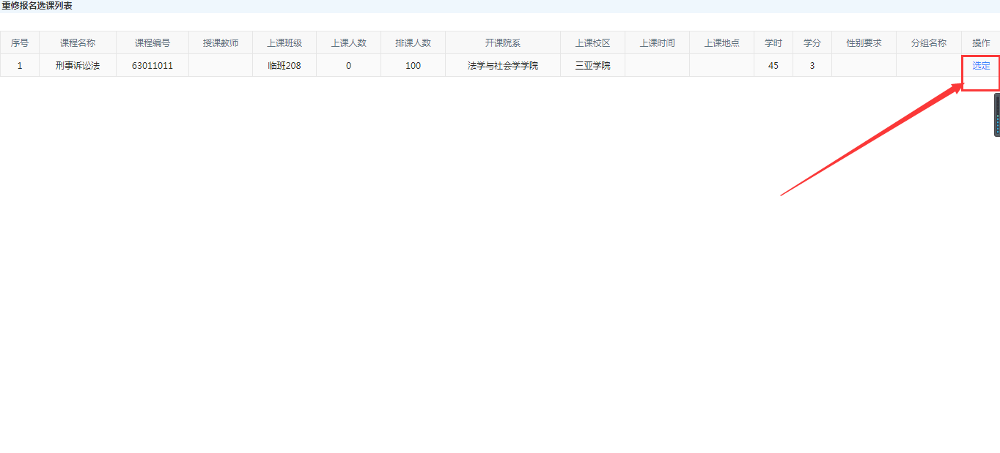 重修报名选课列表
序号 课程名称 课程编号 授课教师 上课班级 上课人数 排课人数 开课院系 上课校区 上课时间 上课地点 学时 学分 性别要求 分组名称 操作
1 刑事诉讼法 63011011 临班208 0 100 法学与社会学学院 三亚学院 45 3 选定